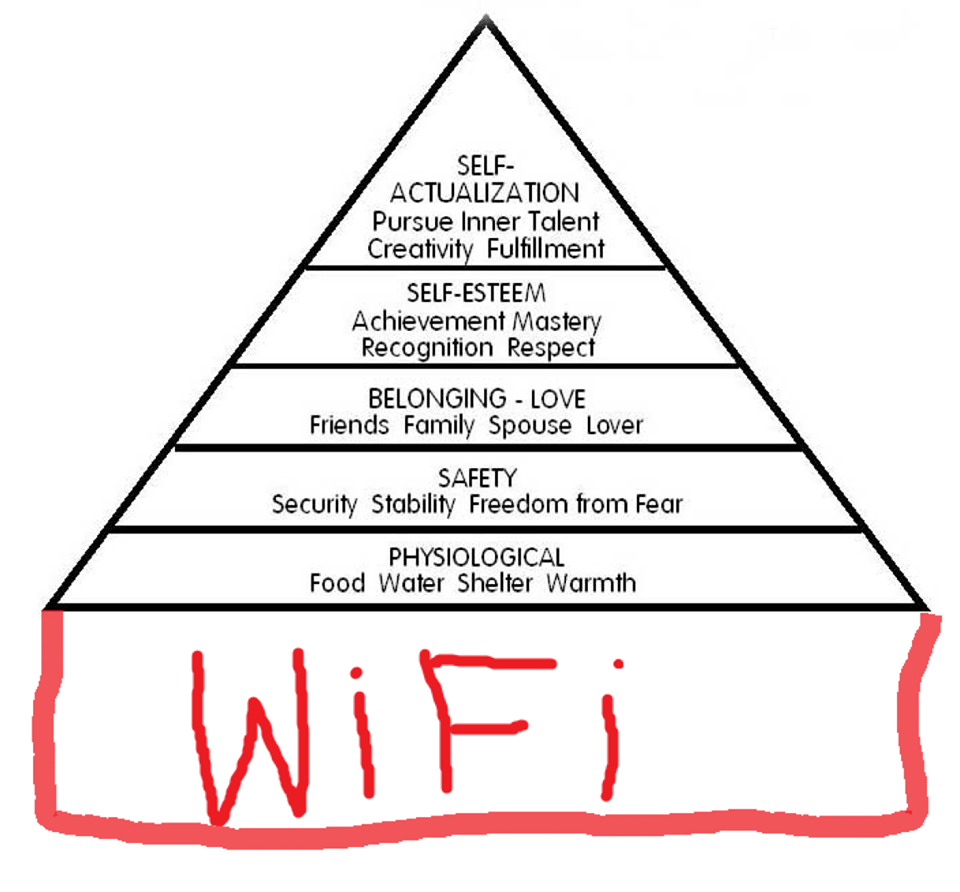 SELF-
ACTUALIZATION
Pursue Inner Talent
Creativity Fulfillment
SELF-ESTEEM
Achievement Mastery
Recognition Respect
BELONGING - LOVE
Friends Family Spouse Lover
SAFETY
Security Stability Freedom from Fear
PHYSIOLOGICAL
Food Water Shelter Warmth
WiFi